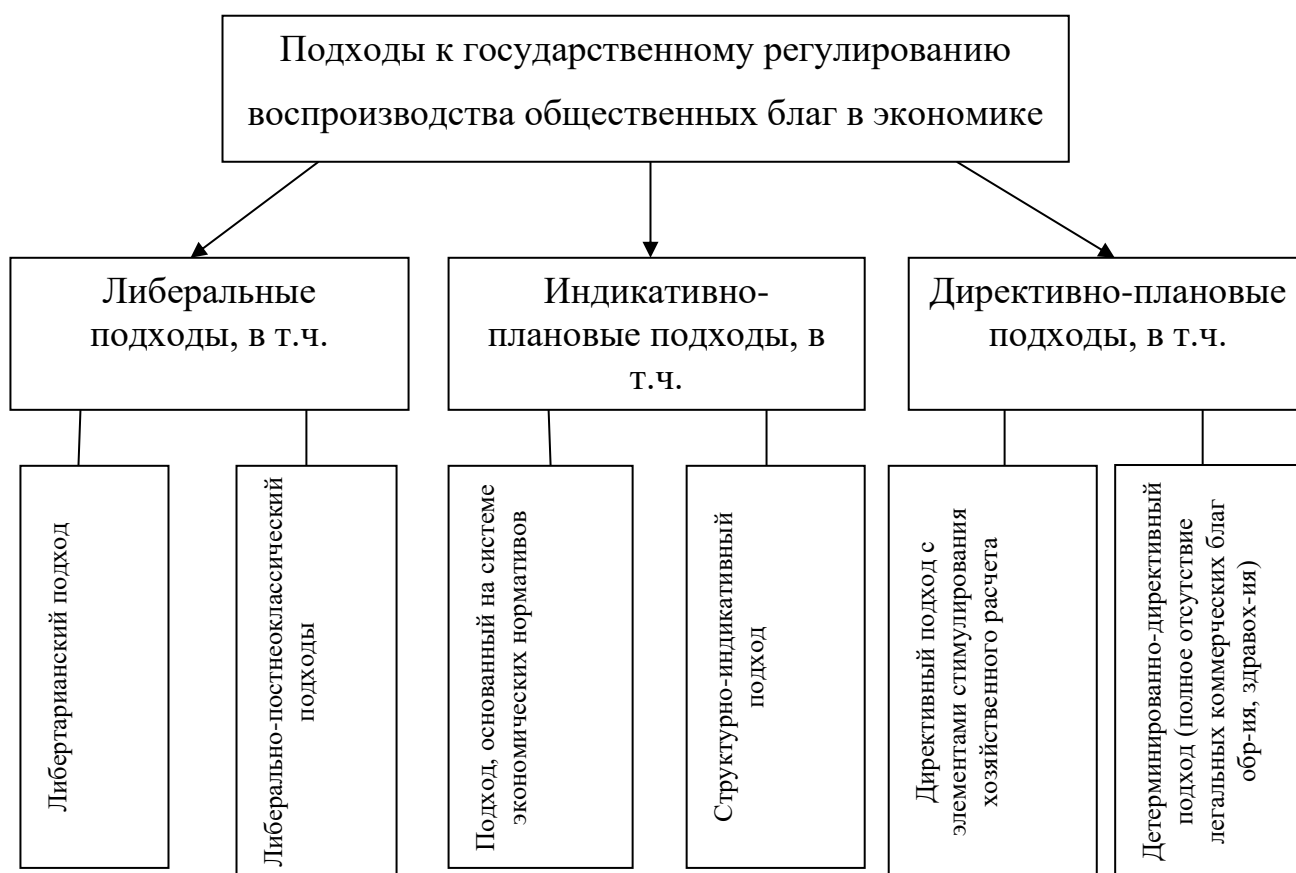 Подходы к государственному регулированию
воспроизводства общественных благ в экономике
Либеральные
подходы, в т.ч.
Индикативно-
плановые подходы, в
т.ч.
Директивно-плановые
подходы, в т.ч.
Либертарианский подход
Либерально-постнеоклассический
подходы
Подход, основанный на системе
экономических нормативов
Структурно-индикативный
подход
Директивный подход с
элементами стимулирования
хозяйственного расчета
Детерминированно-директивный
подход (полное отсутствие
легальных коммерческих благ
обр-ия, здравох-ия)